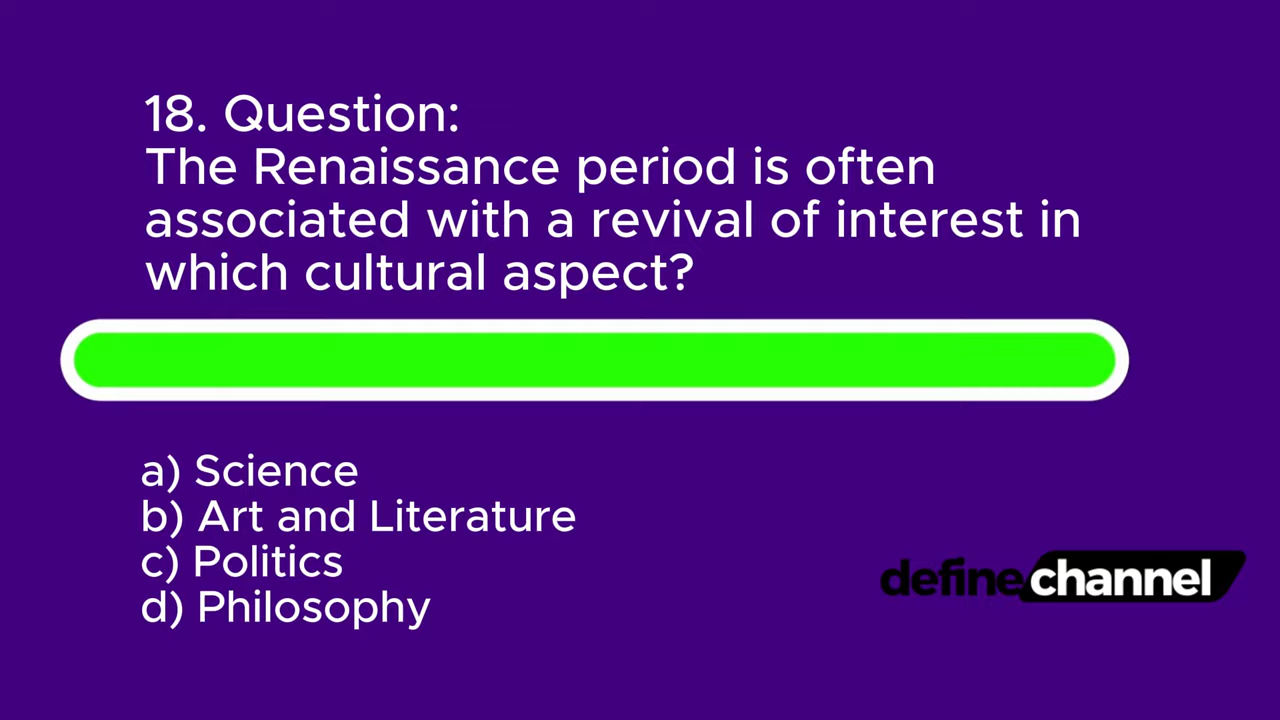 18. Question:
The Renaissance period is often
associated with a revival of interest in
which cultural aspect?
a) Science
b) Art and Literature
c) Politics
d) Philosophy
definechannel